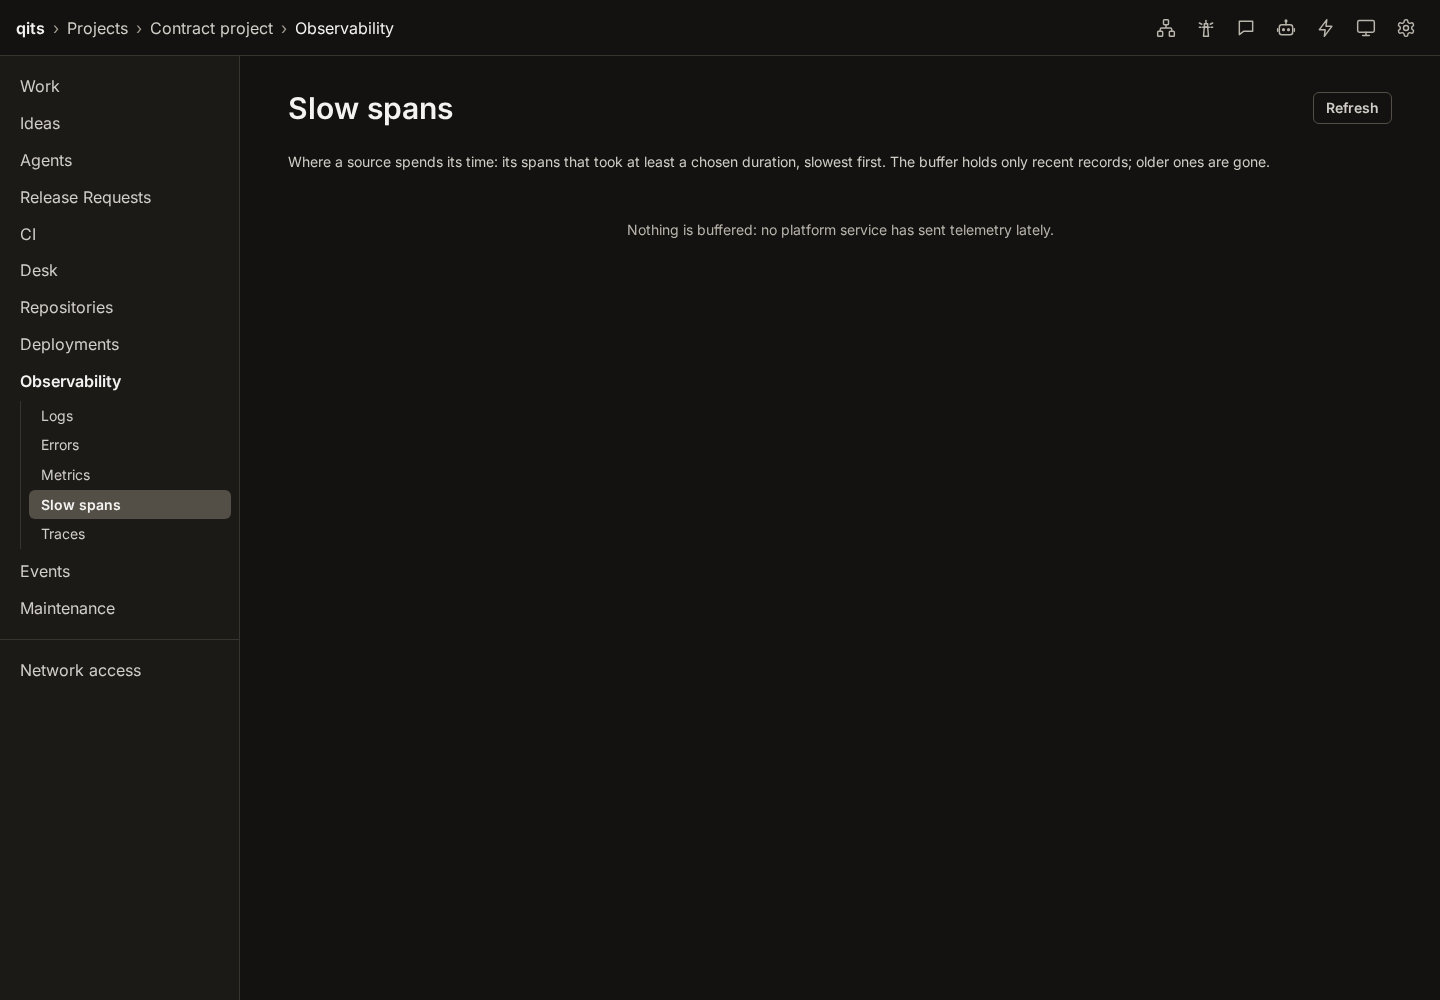 qits › Projects › Contract project › Observability
Work
Ideas
Agents
Release Requests
CI
Desk
Repositories
Deployments
Observability
Logs
Errors
Metrics
Slow spans
Traces
Events
Maintenance
Network access
Slow spans
Refresh
Where a source spends its time: its spans that took at least a chosen duration, slowest first. The buffer holds only recent records; older ones are gone.
Nothing is buffered: no platform service has sent telemetry lately.